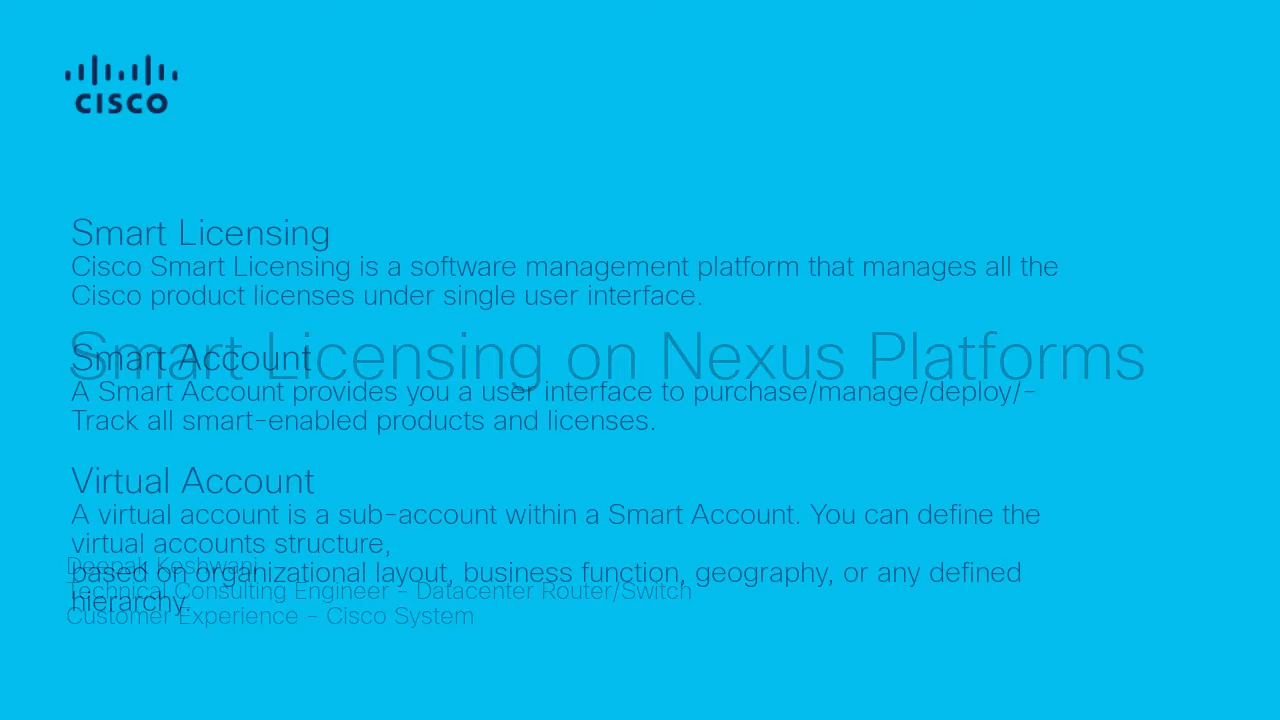 CISCO
Smart Licensing
Cisco Smart Licensing is a software management platform that manages all the
Cisco product licenses under single user interface.
Smart Licensing on Nexus Platforms
Smart Account
A Smart Account provides you a user interface to purchase/manage/deploy/-
Track all smart-enabled products and licenses.
Virtual Account
A virtual account is a sub-account within a Smart Account. You can define the
virtual accounts structure,
based on organizational layout, business function, geography, or any defined
hierarchy.
Deepak Keshwani
Technical Consulting Engineer - Datacenter Router/Switch
Customer Experience - Cisco System